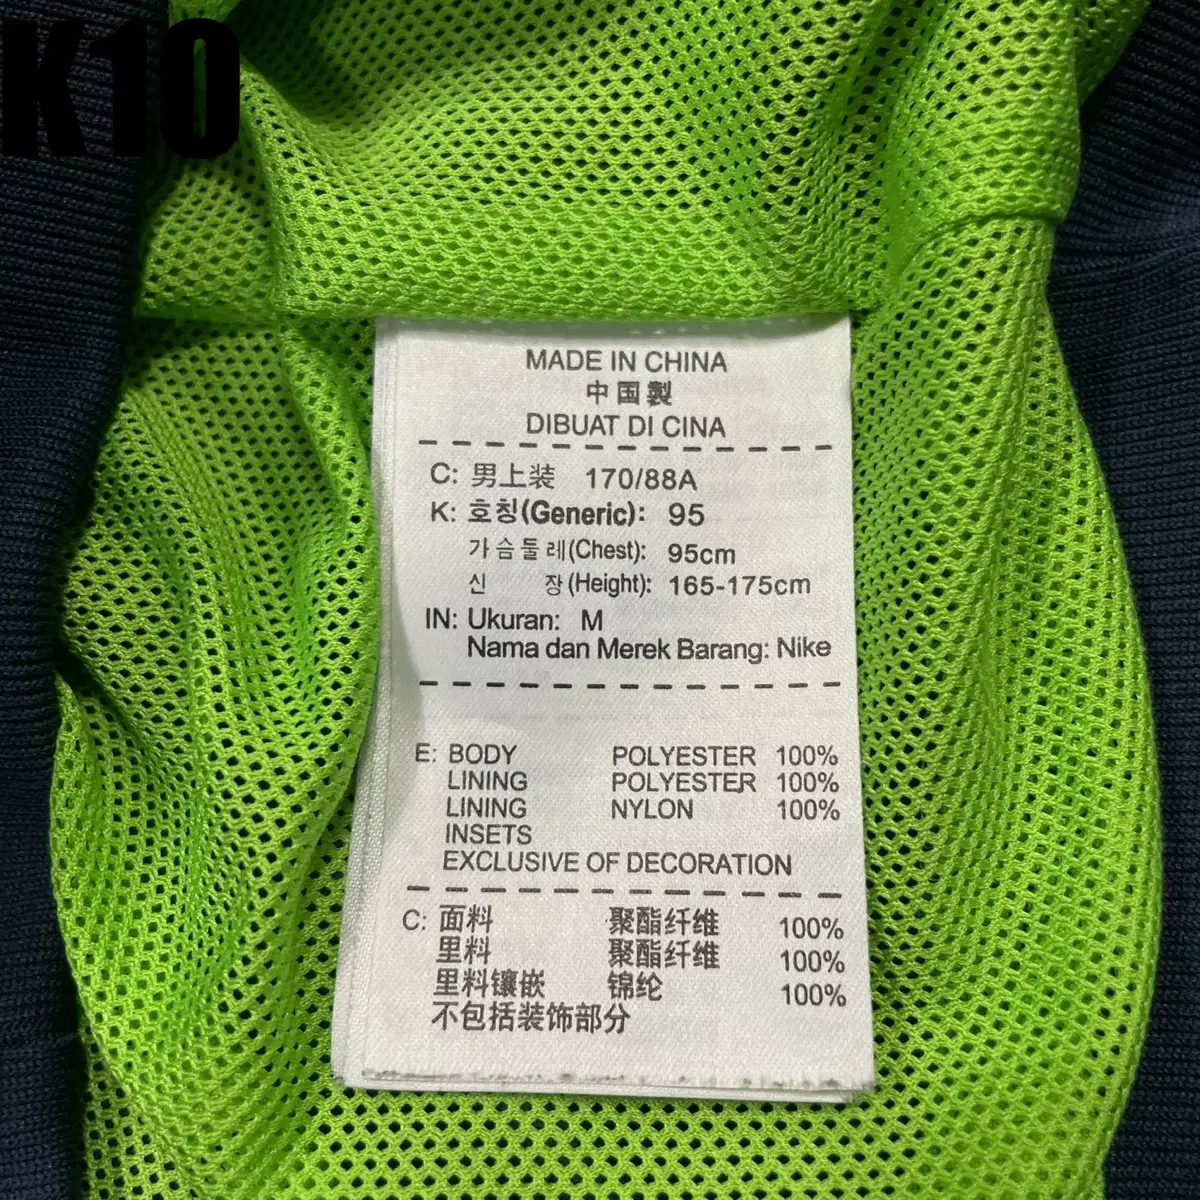 K10
MADE IN CHINA
中国製
DIBUAT DI CINA
C: 男上装 170/88A
K: 호칭(Generic): 95
가슴둘레(Chest): 95cm
신 장(Height): 165-175cm
IN: Ukuran: M
Nama dan Merek Barang: Nike
E: BODY POLYESTER 100%
LINING POLYESTER 100%
LINING NYLON 100%
INSETS
EXCLUSIVE OF DECORATION
C: 面料 聚酯纤维 100%
里料 聚酯纤维 100%
里料镶嵌 锦纶 100%
不包括装饰部分